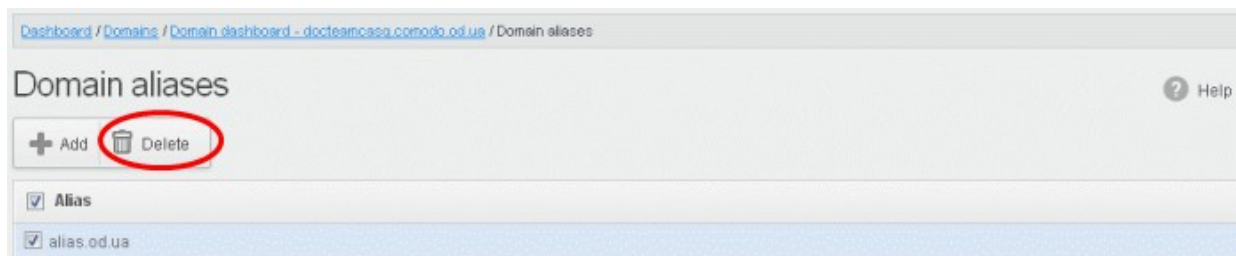 Dashboard / Domains / Domain dashboard - docteamcasg.comodo.od.ua / Domain aliases
Domain aliases
Help
Add Delete
Alias
alias.od.ua